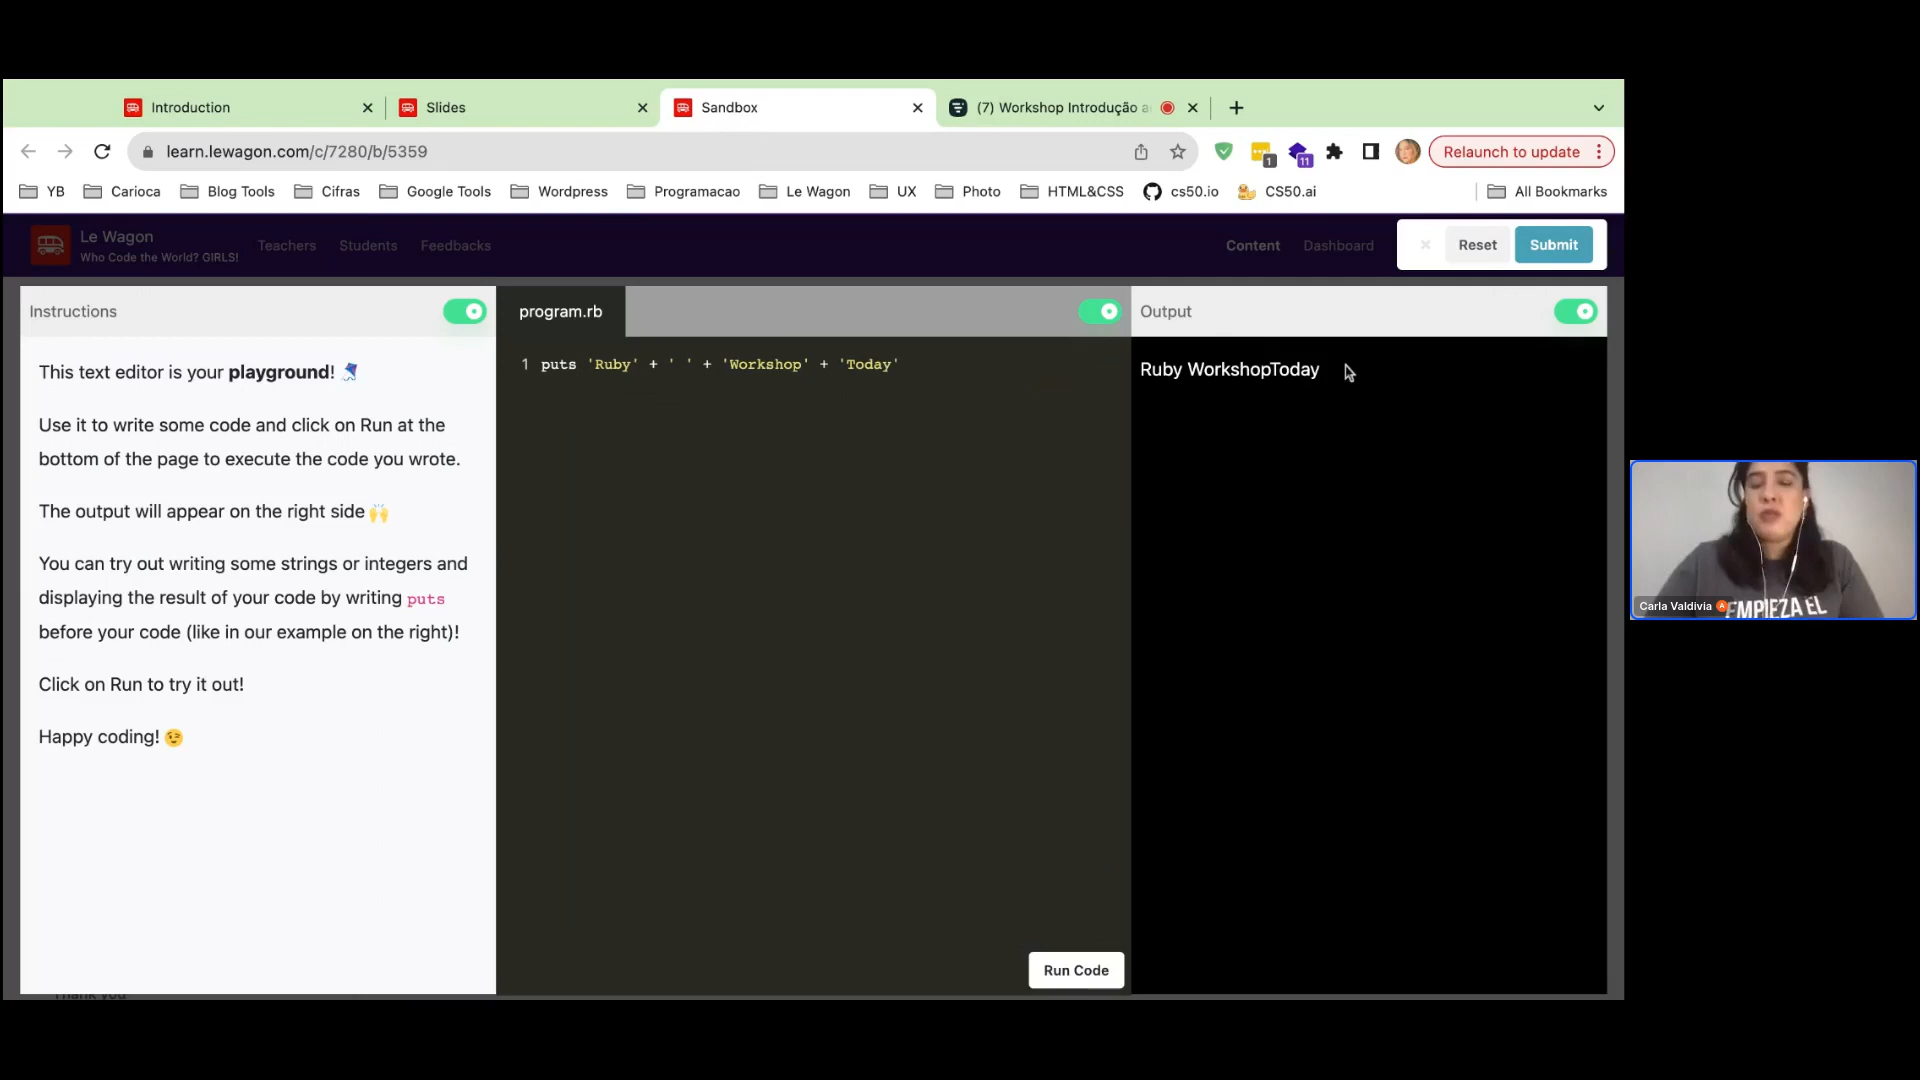 Introduction
Slides
Sandbox
(7) Workshop Introdução a
learn.lewagon.com/c/7280/b/5359
1
11
Relaunch to update
YB
Carioca
Blog Tools
Cifras
Google Tools
Wordpress
Programacao
Le Wagon
UX
Photo
HTML&CSS
cs50.io
CS50.ai
All Bookmarks
Le Wagon
Who Code the World? GIRLS!
Teachers
Students
Feedbacks
Content
Dashboard
Reset
Submit
Instructions
This text editor is your playground!
Use it to write some code and click on Run at the
bottom of the page to execute the code you wrote.
The output will appear on the right side
You can try out writing some strings or integers and
displaying the result of your code by writing puts
before your code (like in our example on the right)!
Click on Run to try it out!
Happy coding!
Thank you
program.rb
1 puts 'Ruby' + ' ' + 'Workshop' + 'Today'
Run Code
Output
Ruby WorkshopToday
EMPIEZA EL
Carla Valdivia